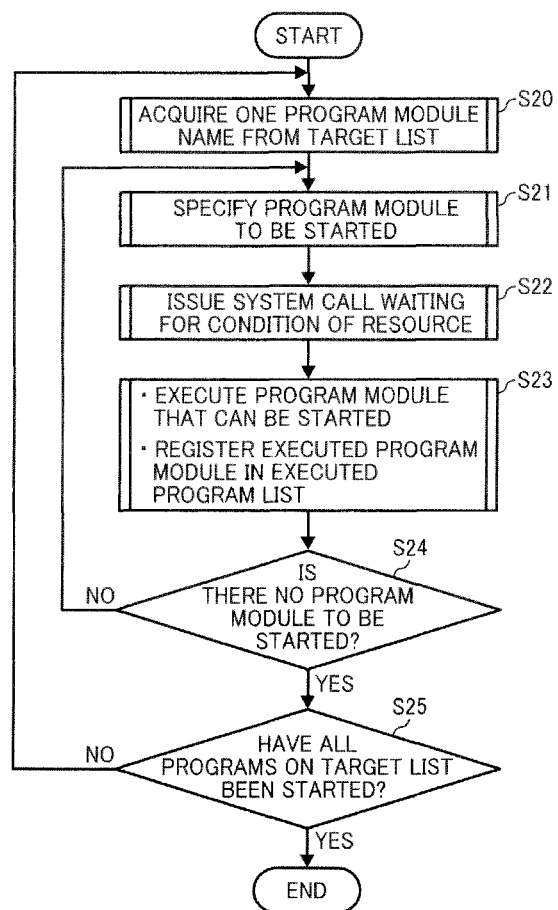 START
ACQUIRE ONE PROGRAM MODULE
NAME FROM TARGET LIST
S20
SPECIFY PROGRAM MODULE
TO BE STARTED
S21
ISSUE SYSTEM CALL WAITING
FOR CONDITION OF RESOURCE
S22
・EXECUTE PROGRAM MODULE
THAT CAN BE STARTED
・REGISTER EXECUTED PROGRAM
MODULE IN EXECUTED
PROGRAM LIST
S23
IS
THERE NO PROGRAM
MODULE TO BE
STARTED?
S24
NO
YES
HAVE ALL
PROGRAMS ON TARGET LIST
BEEN STARTED?
S25
NO
YES
END